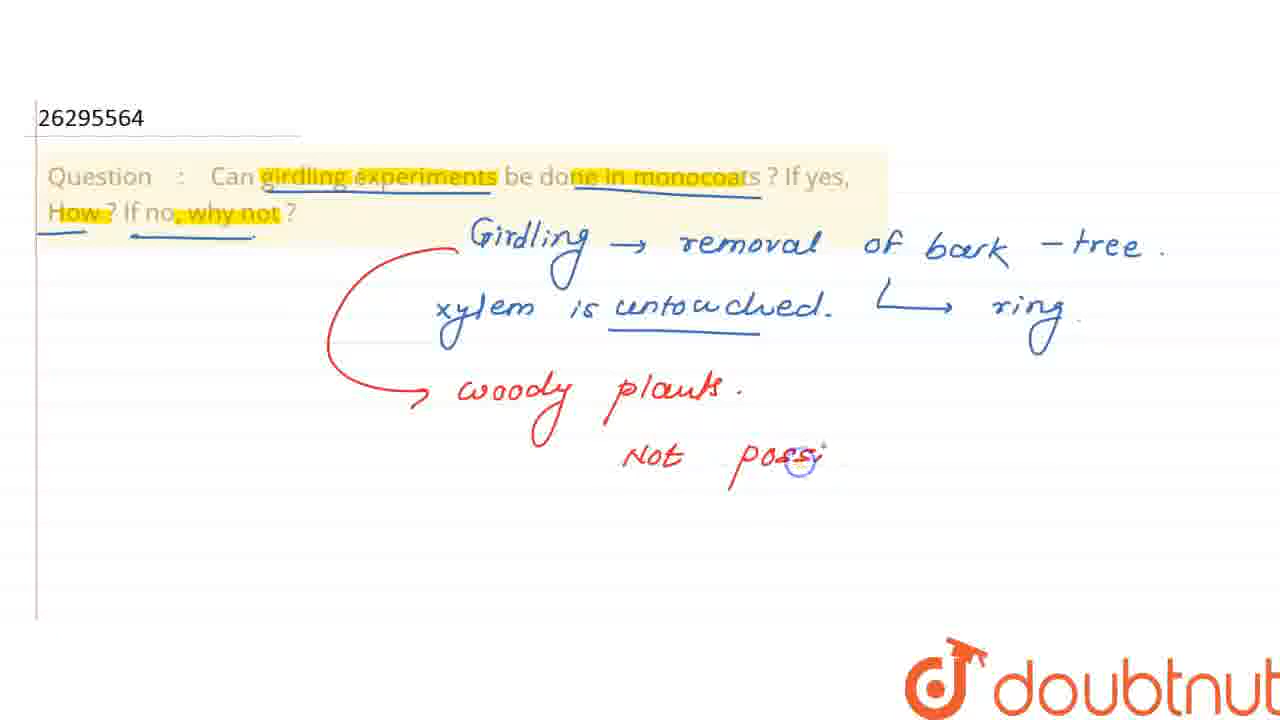 26295564
Question : Can girdling experiments be done in monocoats ? If yes,
How ? If no, why not ?
Girdling → removal of bark - tree .
xylem is untouched. ring .
woody plants .
Not possi
doubtnut